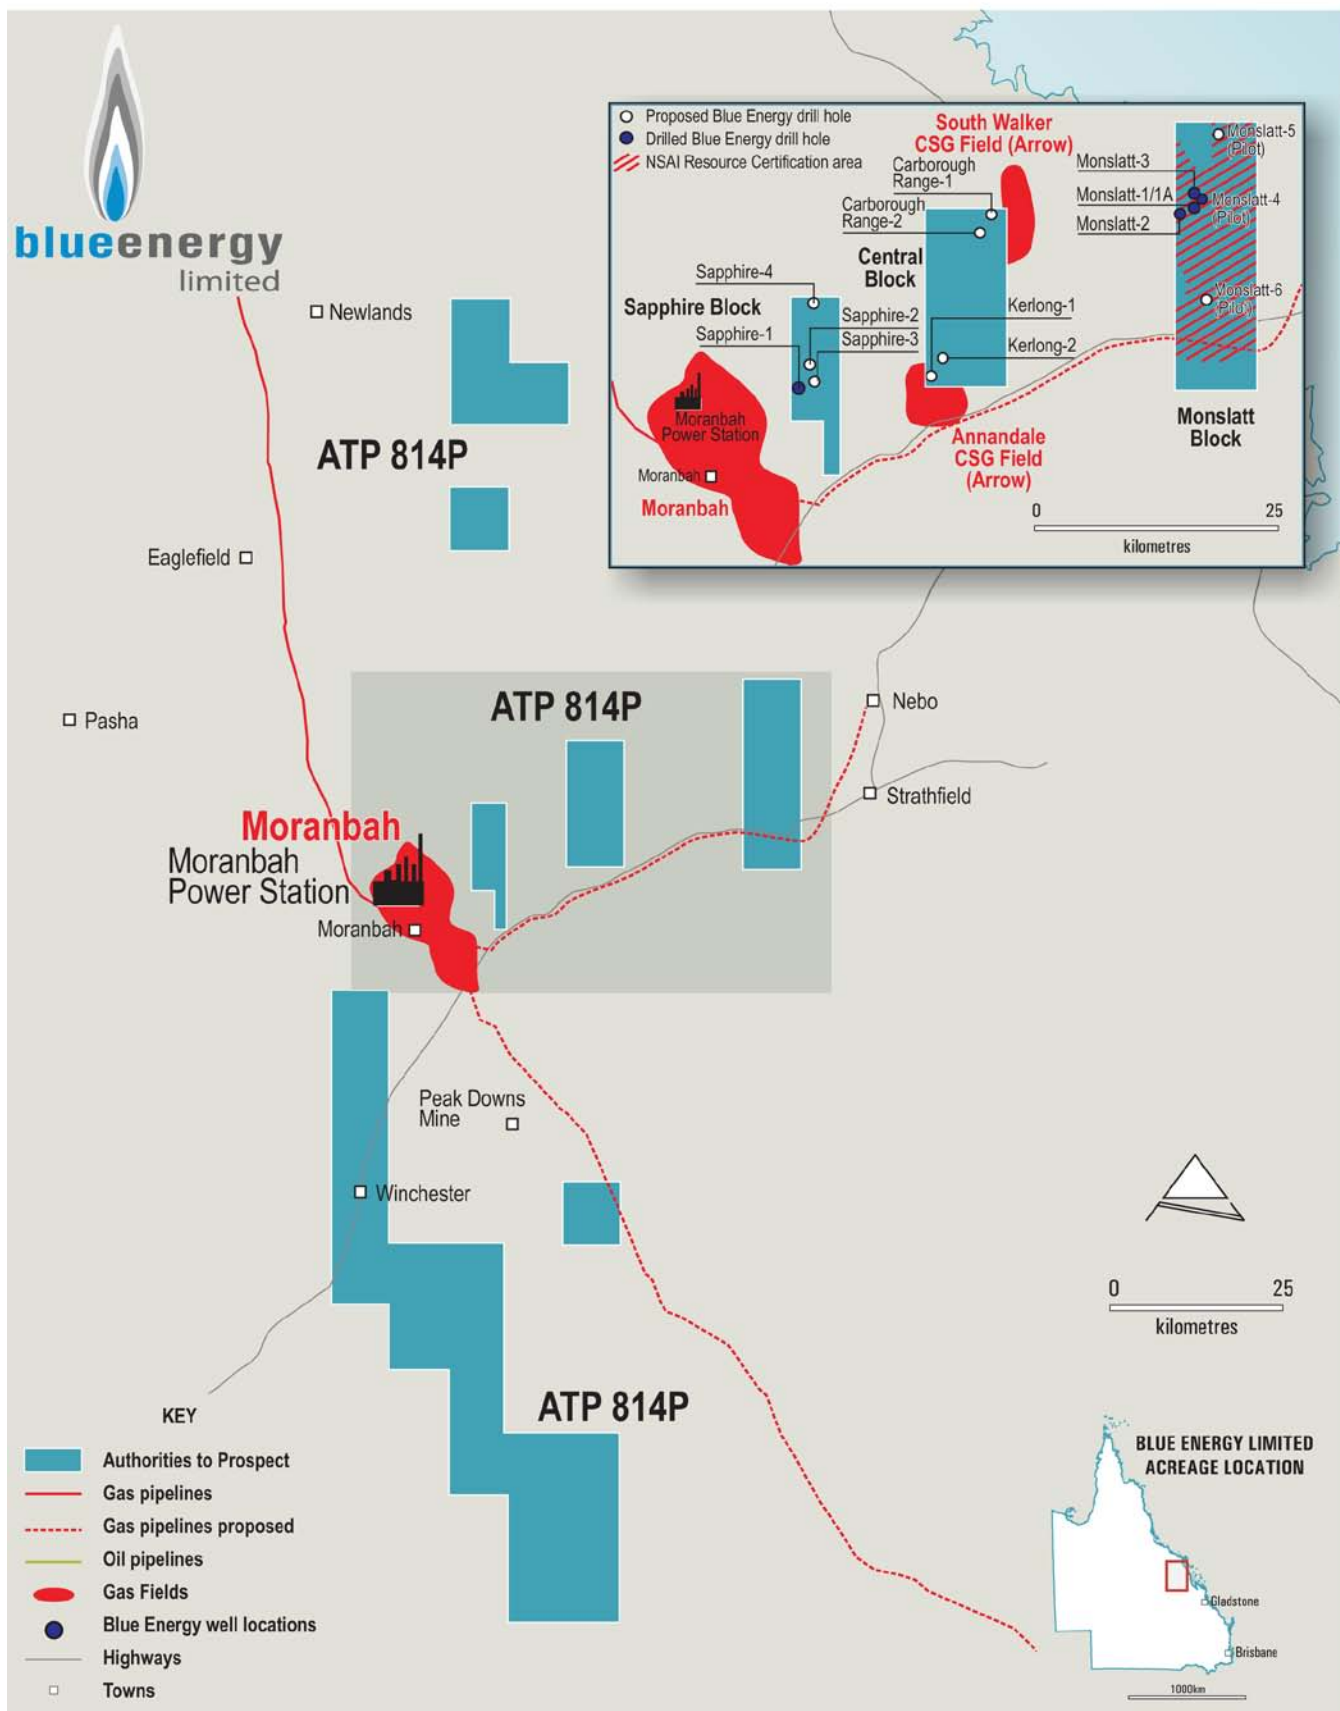 blueenergy
limited
Proposed Blue Energy drill hole
Drilled Blue Energy drill hole
NSAI Resource Certification area
South Walker
CSG Field (Arrow)
Carborough
Range-1
Carborough
Range-2
Central
Block
Monslatt-5
(Pilot)
Monslatt-3
Monslatt-1/1A
Monslatt-4
(Pilot)
Monslatt-2
Monslatt-6
(Pilot)
Sapphire-4
Sapphire Block
Sapphire-2
Sapphire-1
Sapphire-3
Kerlong-1
Kerlong-2
Moranbah
Power Station
Moranbah
Moranbah
Annandale
CSG Field
(Arrow)
Monslatt
Block
0 25
kilometres
Newlands
ATP 814P
Eaglefield
Pasha
ATP 814P
Nebo
Strathfield
Moranbah
Moranbah
Power Station
Moranbah
Peak Downs
Mine
Winchester
0 25
kilometres
ATP 814P
KEY
Authorities to Prospect
Gas pipelines
Gas pipelines proposed
Oil pipelines
Gas Fields
Blue Energy well locations
Highways
Towns
BLUE ENERGY LIMITED
ACREAGE LOCATION
Gladstone
Brisbane
1000km